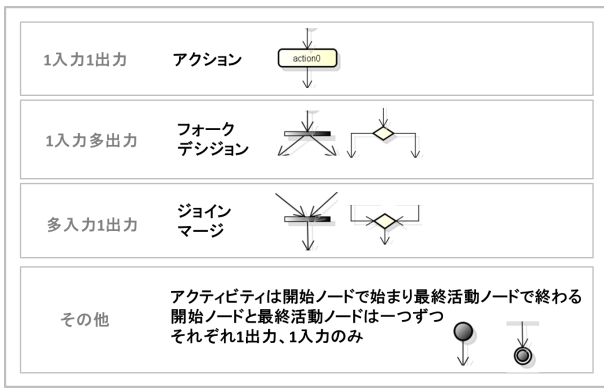 1入力1出力
アクション
action0
1入力多出力
フォーク
デシジョン
多入力1出力
ジョイン
マージ
その他
アクティビティは開始ノードで始まり最終活動ノードで終わる
開始ノードと最終活動ノードは一つずつ
それぞれ1出力、1入力のみ